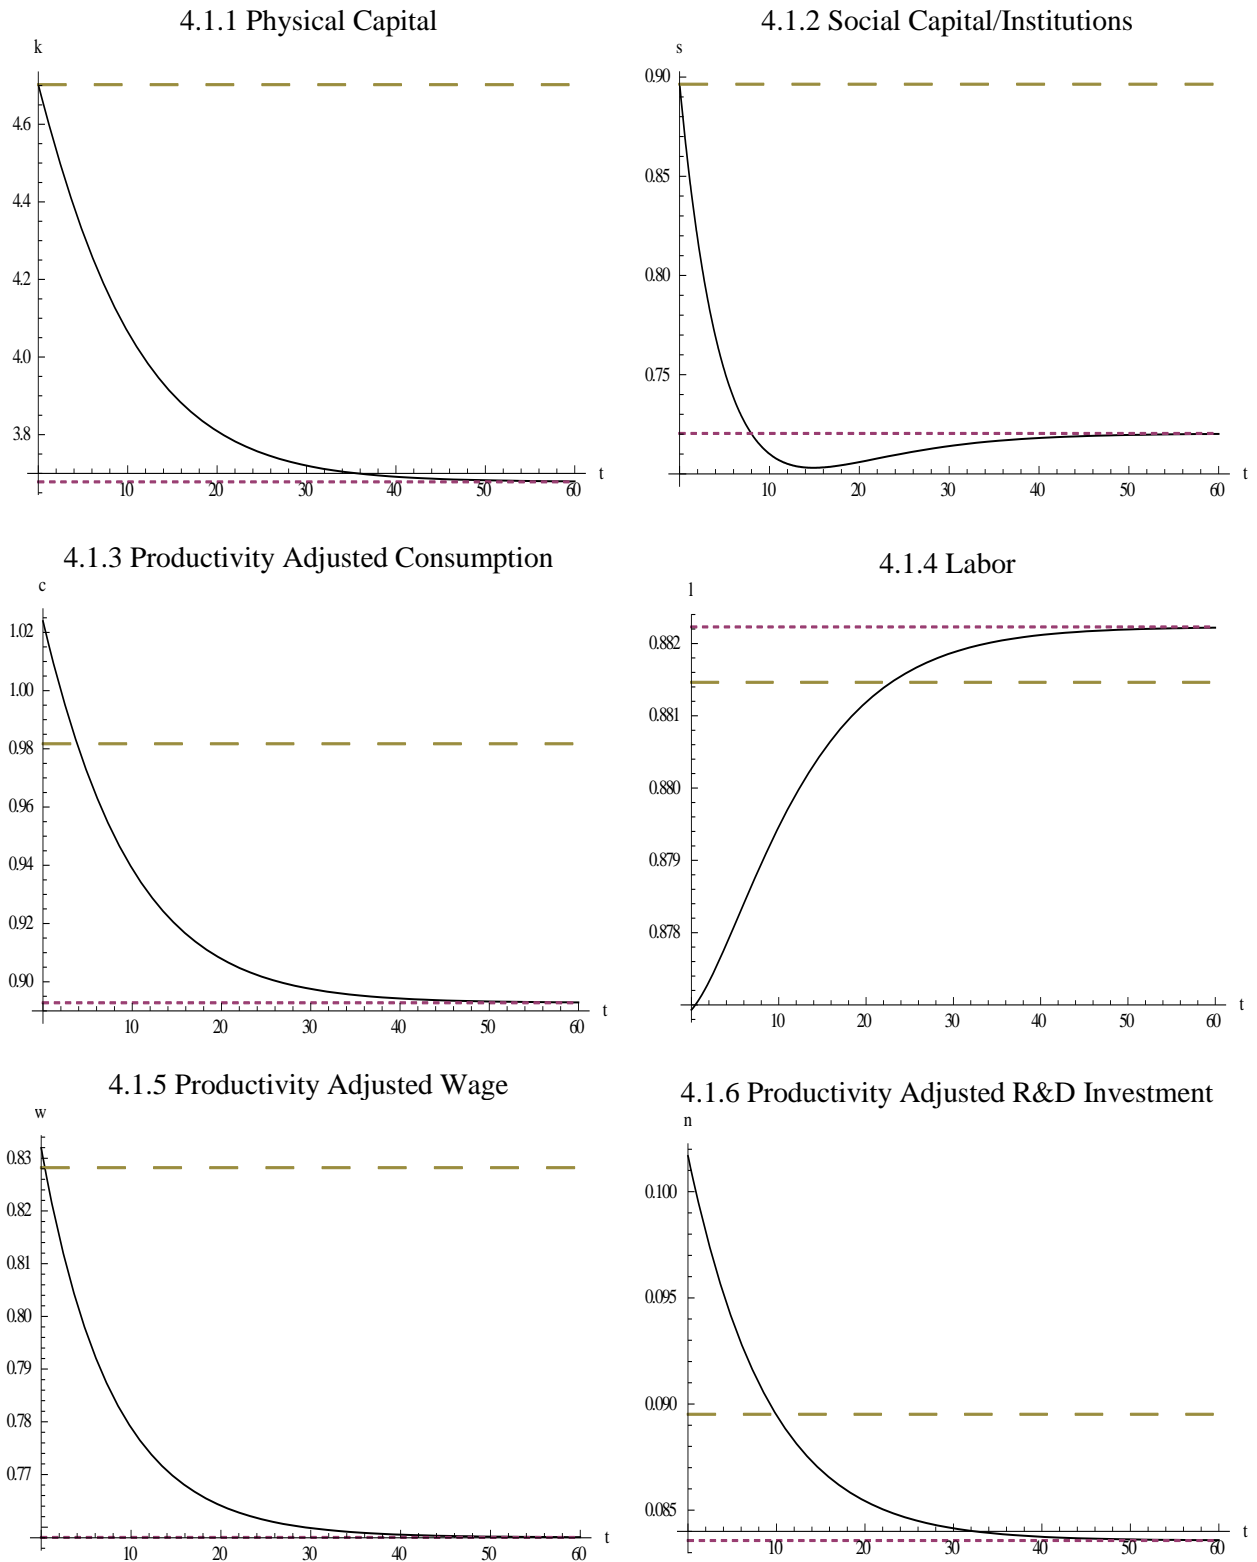 4.1.1 Physical Capital
k
4.6
4.4
4.2
4.0
3.8
10 20 30 40 50 60 t
4.1.2 Social Capital/Institutions
s
0.90
0.85
0.80
0.75
10 20 30 40 50 60 t
4.1.3 Productivity Adjusted Consumption
c
1.02
1.00
0.98
0.96
0.94
0.92
0.90
10 20 30 40 50 60 t
4.1.4 Labor
l
0.882
0.881
0.880
0.879
0.878
10 20 30 40 50 60 t
4.1.5 Productivity Adjusted Wage
w
0.83
0.82
0.81
0.80
0.79
0.78
0.77
10 20 30 40 50 60 t
4.1.6 Productivity Adjusted R&D Investment
n
0.100
0.095
0.090
0.085
10 20 30 40 50 60 t